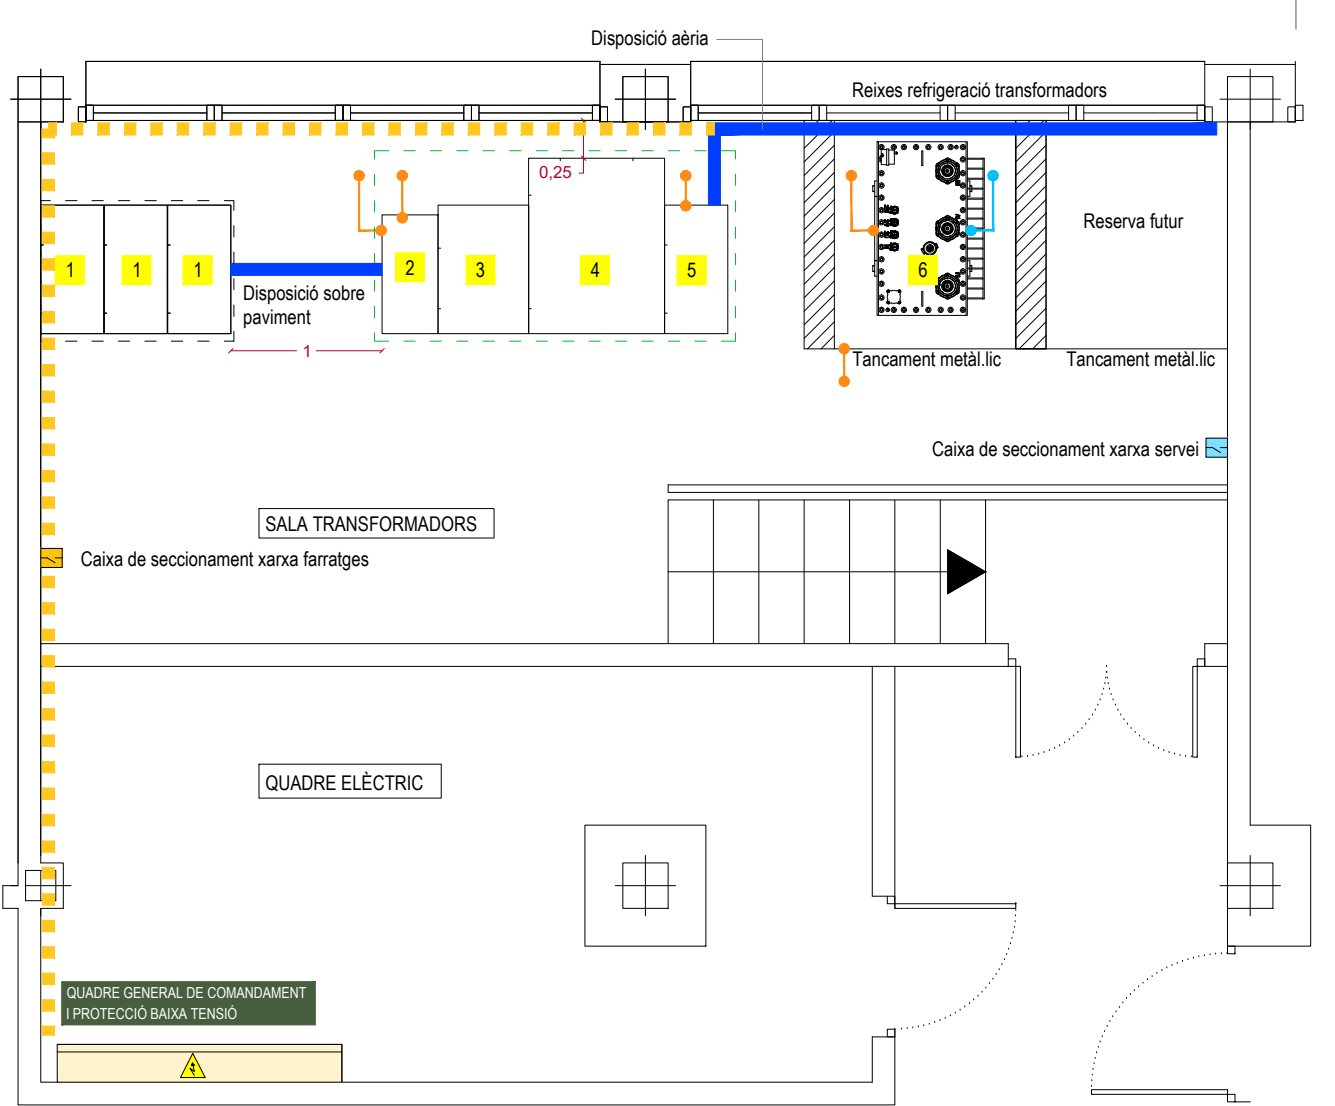 Disposició aèria
Reixes refrigeració transformadors
0,25
Reserva futur
1
1
1
2
3
4
5
6
Disposició sobre
paviment
1
Tancament metàl.lic
Tancament metàl.lic
Caixa de seccionament xarxa servei
SALA TRANSFORMADORS
Caixa de seccionament xarxa farratges
QUADRE ELÈCTRIC
QUADRE GENERAL DE COMANDAMENT
I PROTECCIÓ BAIXA TENSIÓ